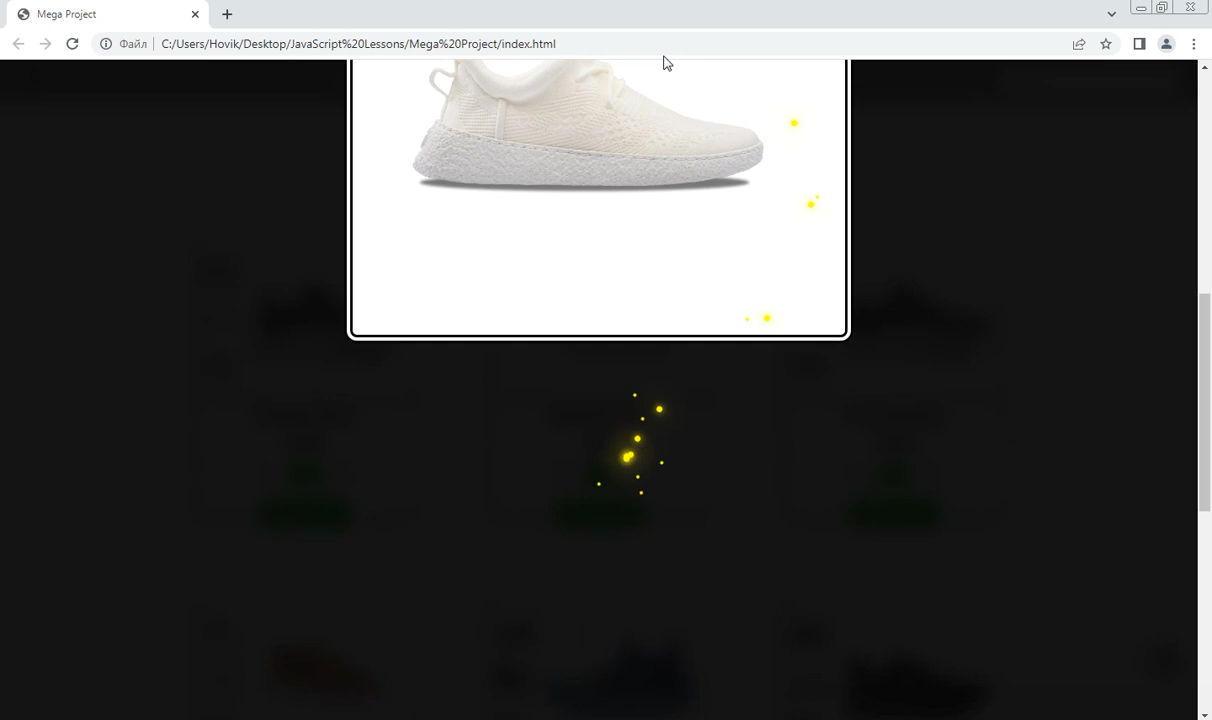 Mega Project
Файл
C:/Users/Hovik/Desktop/JavaScript%20Lessons/Mega%20Project/index.html